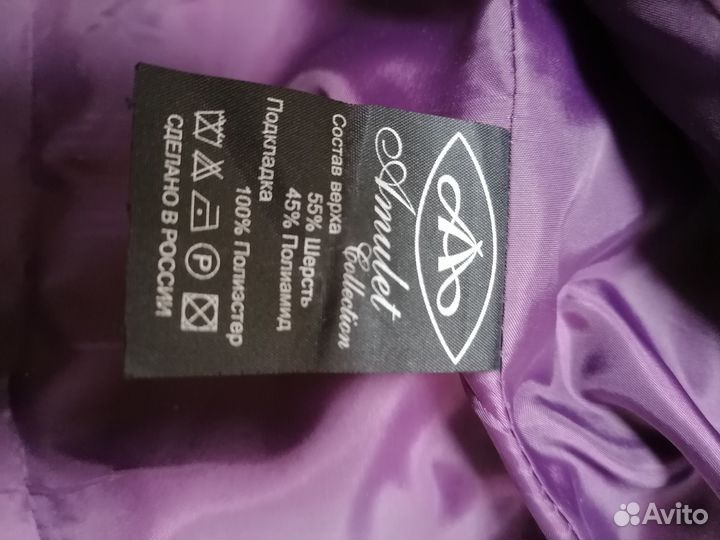 Amulet
Collection
Состав верха
55% Шерсть
45% Полиамид
Подкладка
100% Полиэстер
P
СДЕЛАНО В РОССИИ
Avito